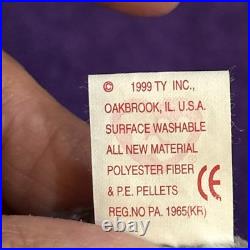 © 1999 TY INC.,
OAKBROOK, IL. U.S.A.
SURFACE WASHABLE
ALL NEW MATERIAL
POLYESTER FIBER
& P.E. PELLETS
REG.NO PA. 1965(KR)
CE